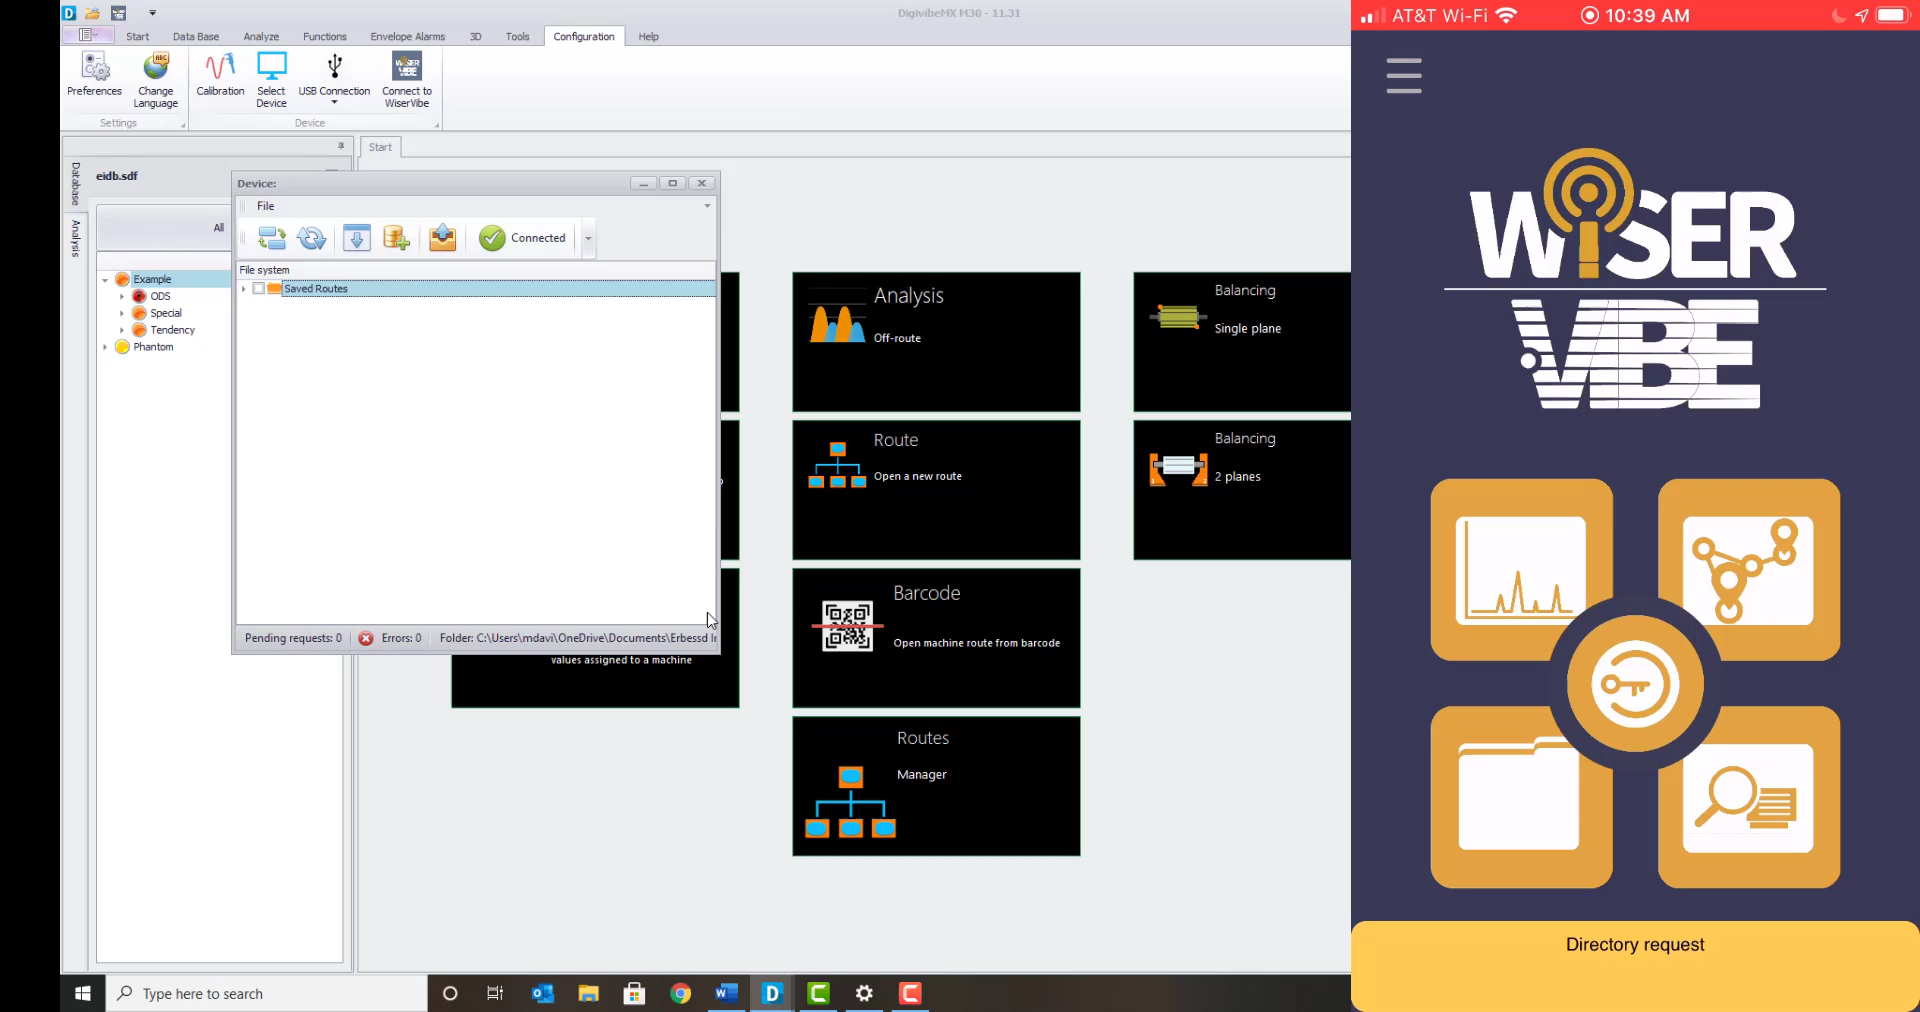 DigivibeMX M30 - 11.31
Start
Data Base
Analyze
Functions
Envelope Alarms
3D
Tools
Configuration
Help
Preferences
Change
Language
Calibration
Select
Device
USB Connection
Connect to
WiserVibe
Settings
Device
Start
Database
Analysis
eidb.sdf
All
Example
ODS
Special
Tendency
Phantom
Device:
File
Connected
File system
Saved Routes
Pending requests: 0
Errors: 0
Folder: C:\Users\mdavi\OneDrive\Documents\Erbessd
values assigned to a machine
Analysis
Off-route
Balancing
Single plane
Route
Open a new route
Balancing
2 planes
Barcode
Open machine route from barcode
Routes
Manager
Type here to search
AT&T Wi-Fi
10:39 AM
WISER
VIBE
Directory request